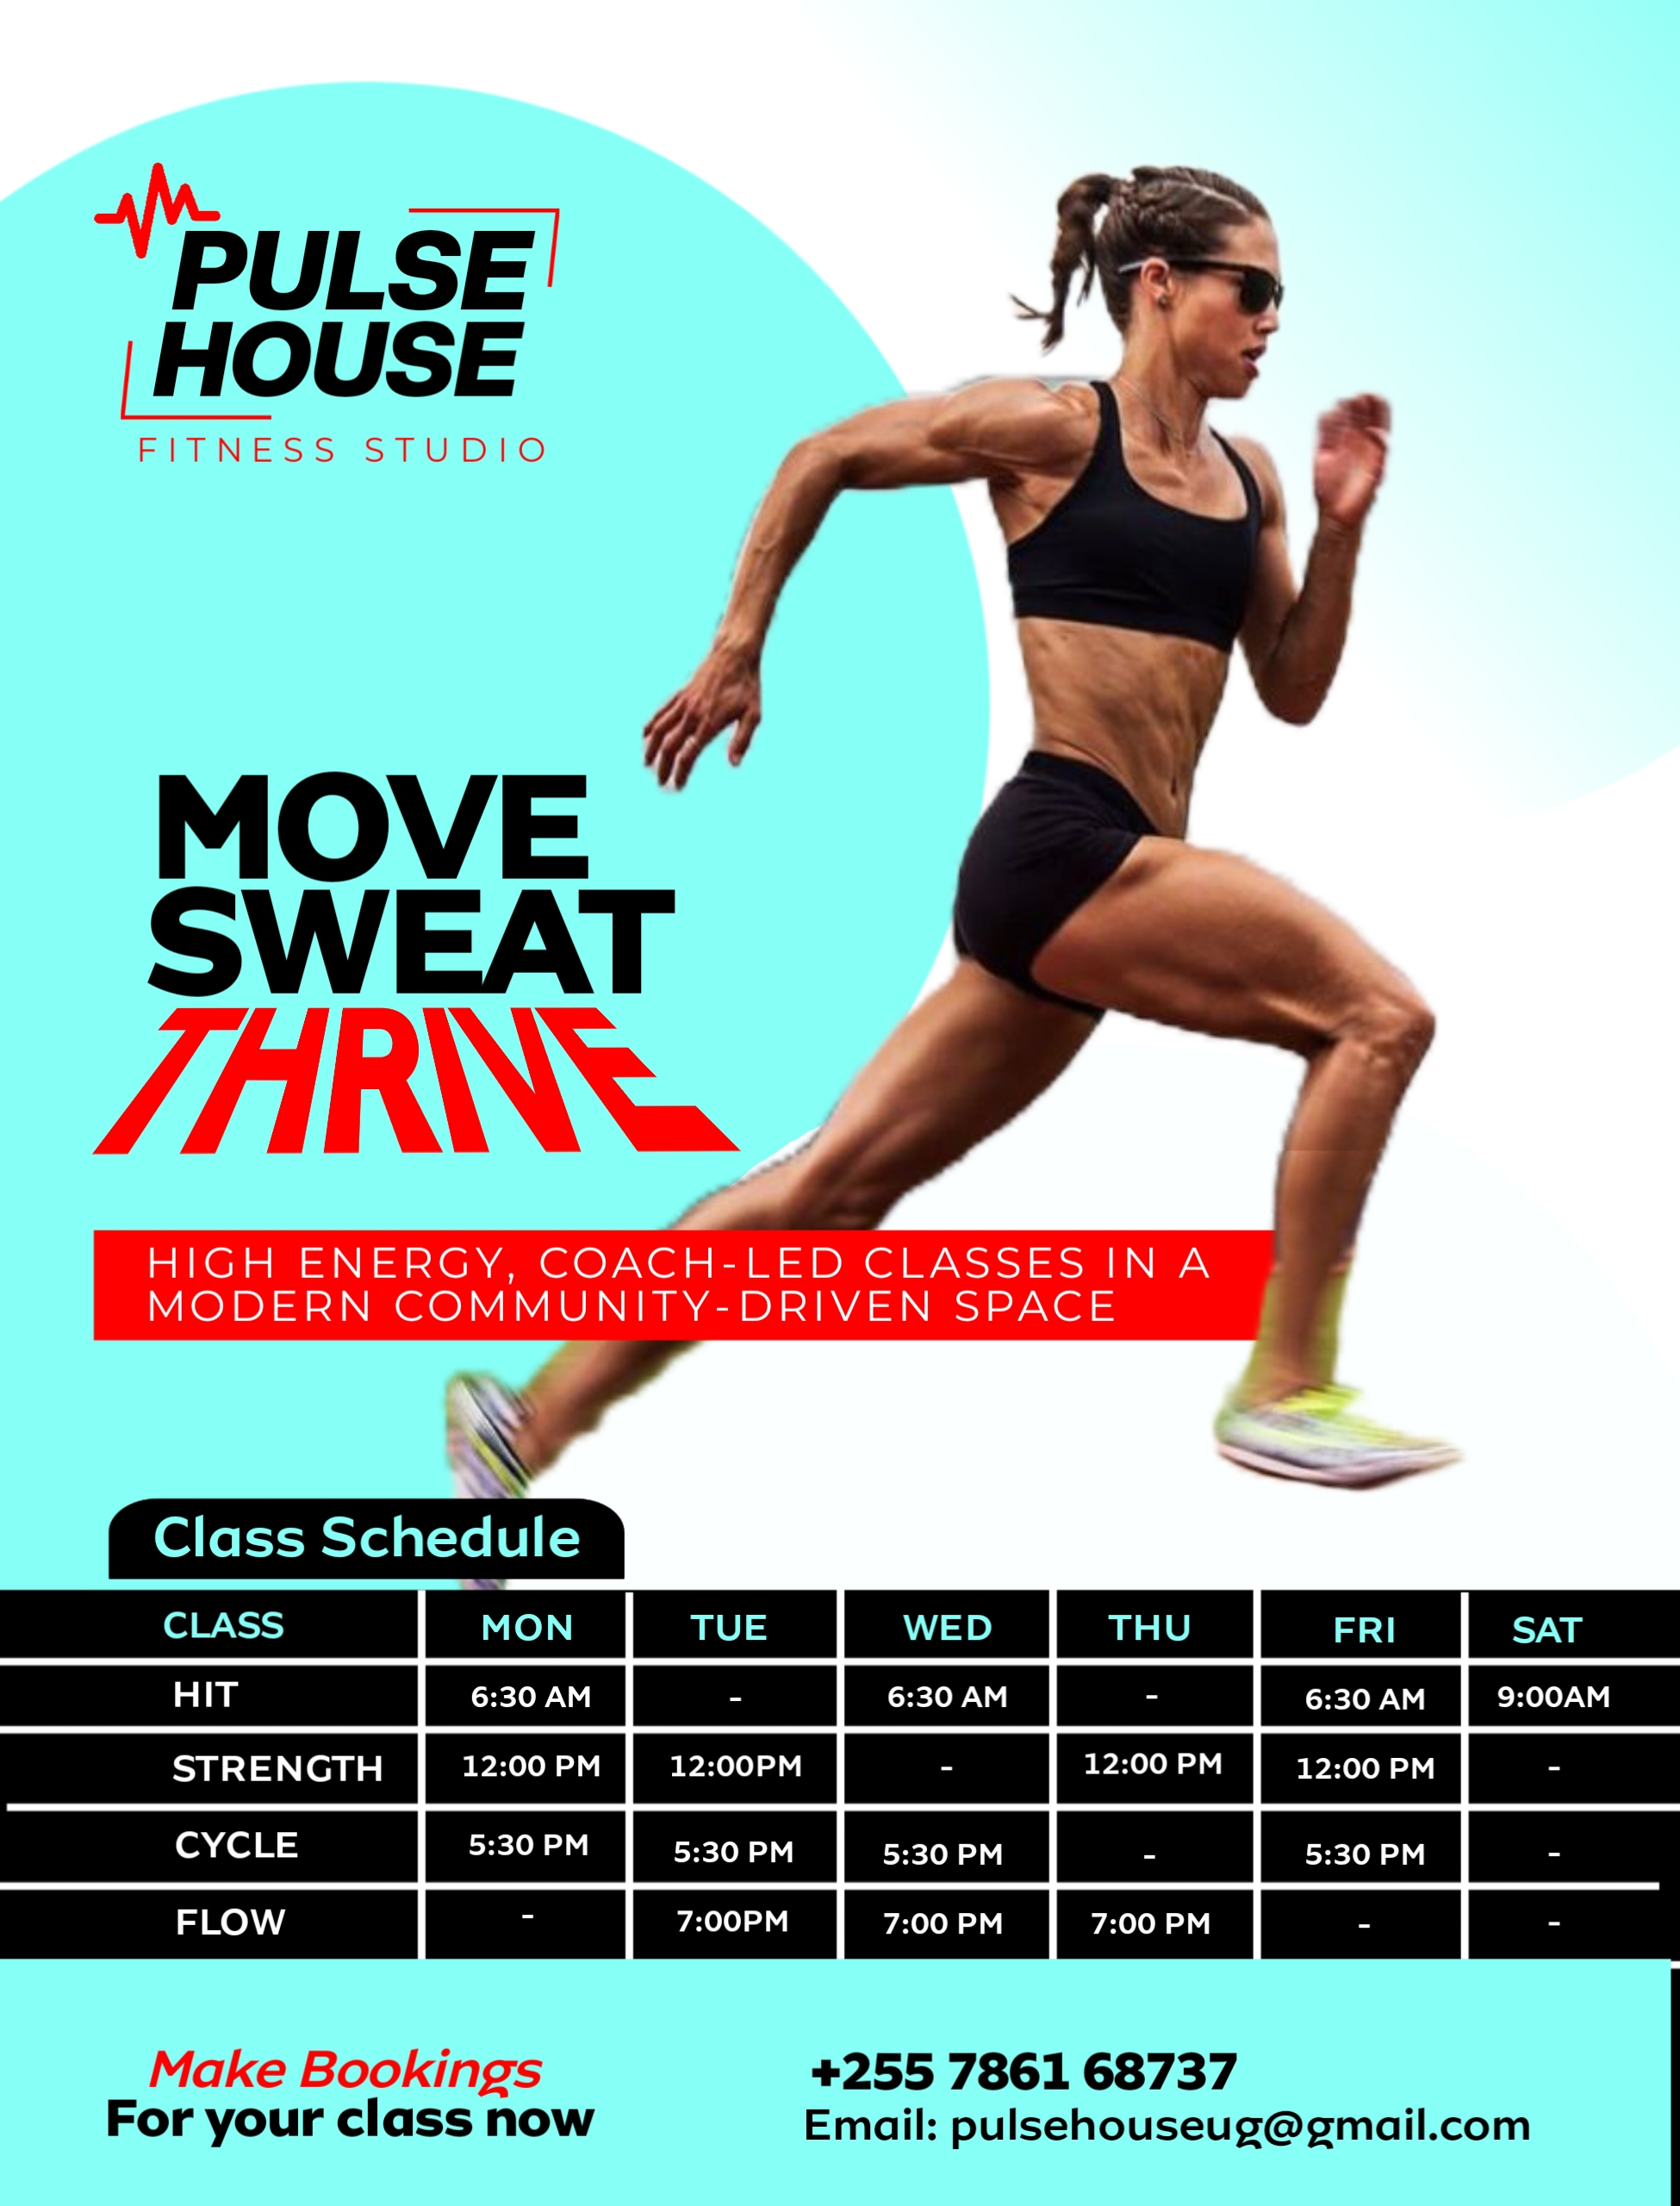 PULSE
HOUSE
FITNESS STUDIO
MOVE
SWEAT
THRIVE
HIGH ENERGY, COACH-LED CLASSES IN A
MODERN COMMUNITY-DRIVEN SPACE
Class Schedule
CLASS MON TUE WED THU FRI SAT
HIT 6:30 AM - 6:30 AM - 6:30 AM 9:00AM
STRENGTH 12:00 PM 12:00PM - 12:00 PM 12:00 PM -
CYCLE 5:30 PM 5:30 PM 5:30 PM - 5:30 PM -
FLOW - 7:00PM 7:00 PM 7:00 PM - -
Make Bookings
For your class now
+255 7861 68737
Email: pulsehouseug@gmail.com